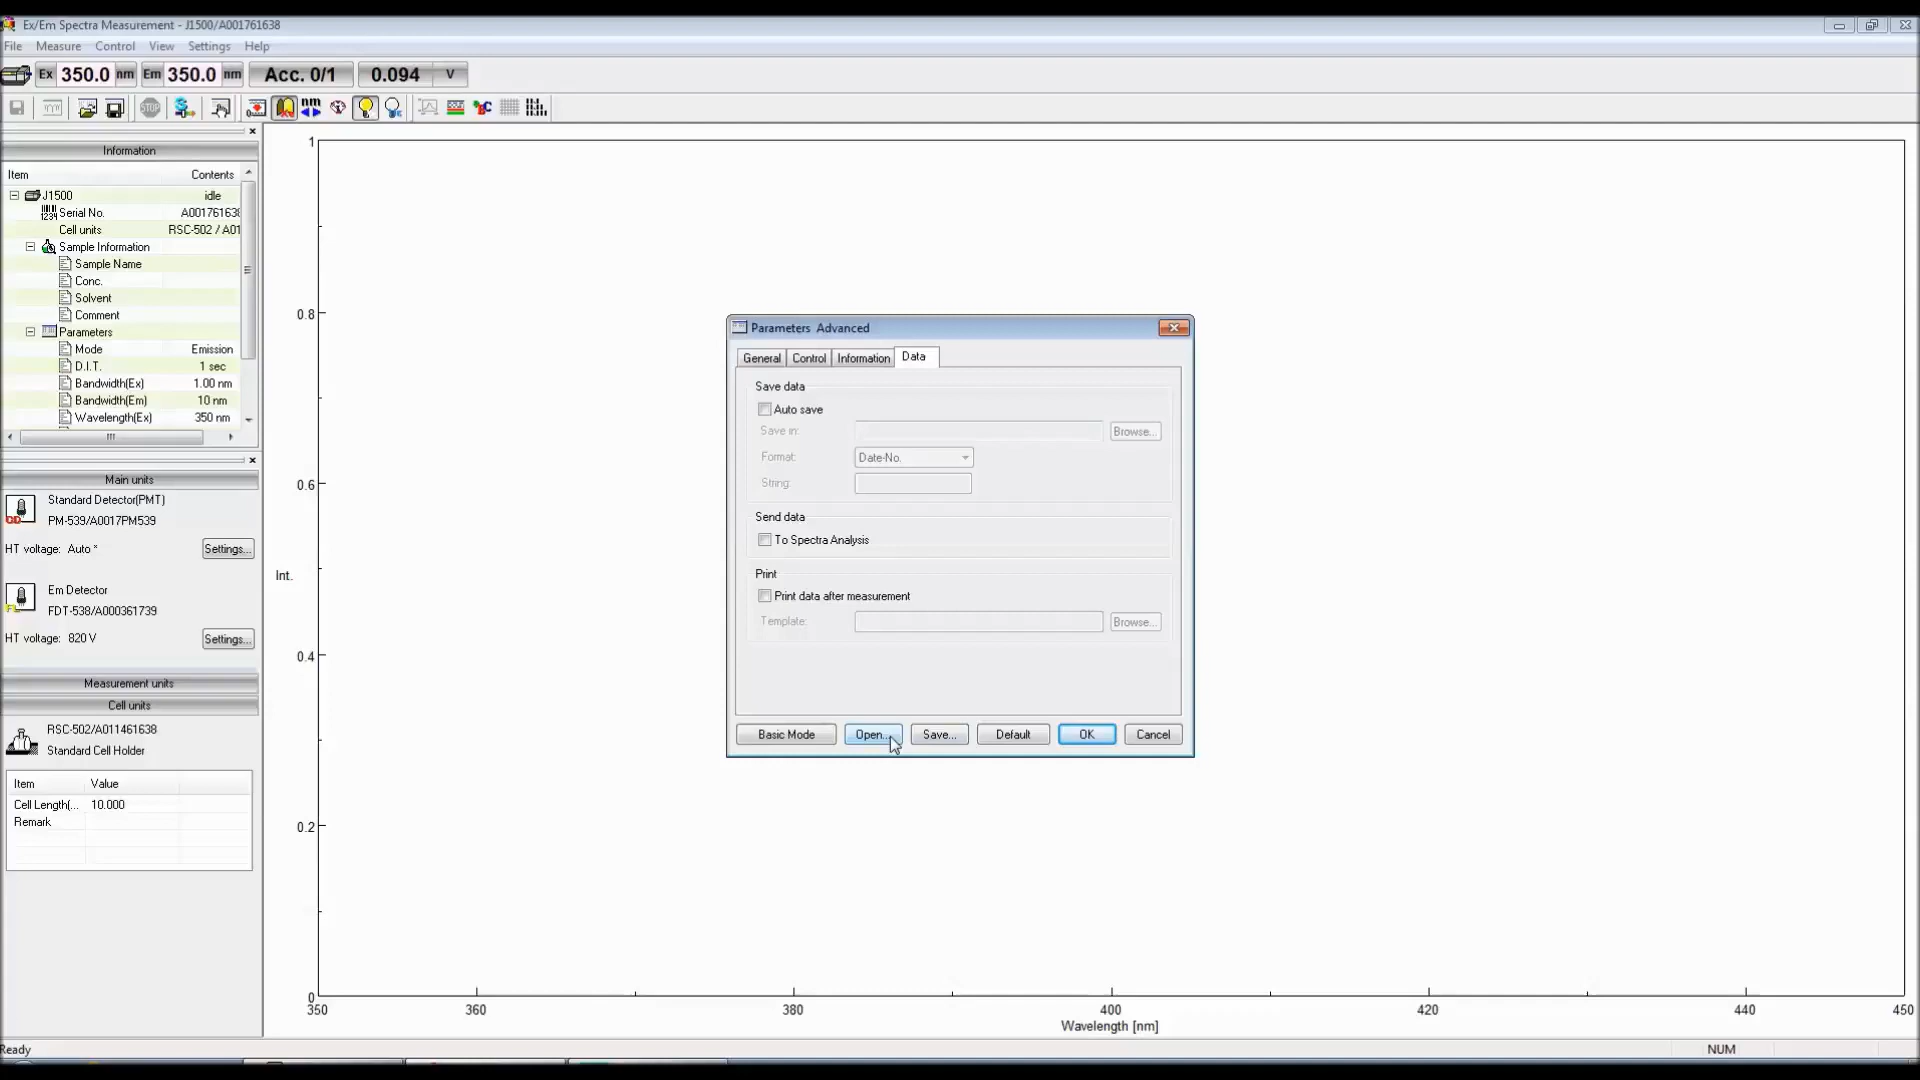 Ex/Em Spectra Measurement - J1500/A001761638
File Measure Control View Settings Help
Ex 350.0 nm Em 350.0 nm Acc. 0/1 0.094 V
STOP nm
Information
Item Contents
J1500 idle
Serial No. A001761638
Cell units RSC-502 / A01
Sample Information
Sample Name
Conc.
Solvent
Comment
Parameters
Mode Emission
D.I.T. 1 sec
Bandwidth(Ex) 1.00 nm
Bandwidth(Em) 10 nm
Wavelength(Ex) 350 nm
Main units
Standard Detector(PMT)
PM-539/A0017PM539
HT voltage: Auto * Settings...
Em Detector
FDT-538/A000361739
HT voltage: 820 V Settings...
Measurement units
Cell units
RSC-502/A011461638
Standard Cell Holder
Item Value
Cell Length(... 10.000
Remark
1
0.8
0.6
Int.
0.4
0.2
0
350 360 380 400 420 440 450
Wavelength [nm]
Parameters Advanced
General Control Information Data
Save data
Auto save
Save in: Browse...
Format: Date-No.
String:
Send data
To Spectra Analysis
Print
Print data after measurement
Template: Browse...
Basic Mode Open... Save... Default OK Cancel
Ready NUM